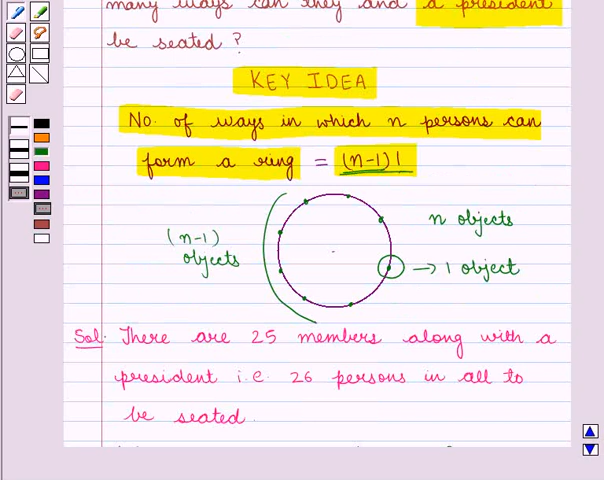 many ways can they and a president
be seated ?
KEY IDEA
No. of ways in which n persons can
form a ring = (n-1)!
(n-1)
objects
n objects
→ 1 object
Sol. There are 25 members along with a
president i.e. 26 persons in all to
be seated.